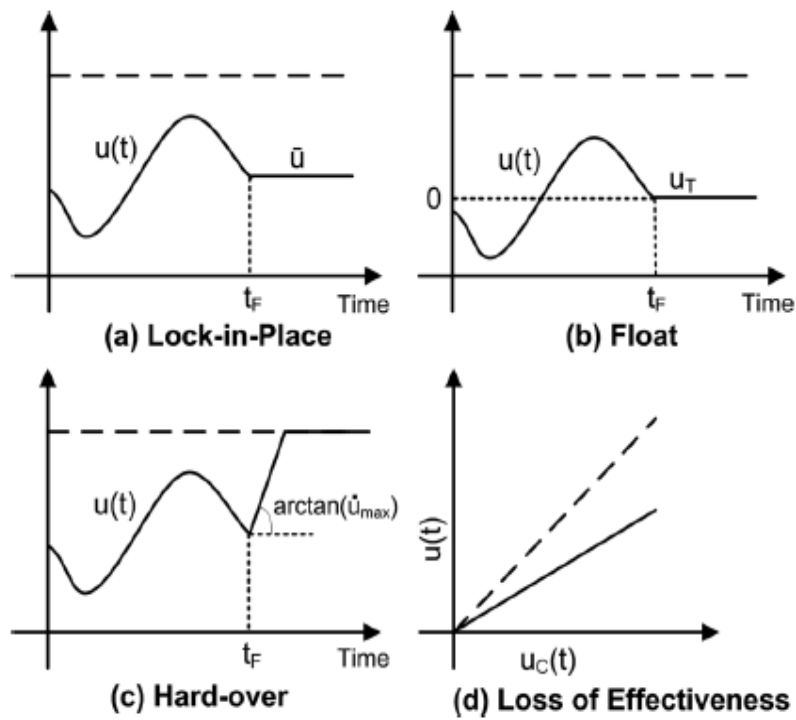 u(t)
ū
t_F
Time
(a) Lock-in-Place
0
u(t)
u_T
t_F
Time
(b) Float
u(t)
arctan(u̇_max)
t_F
Time
(c) Hard-over
u(t)
u_C(t)
(d) Loss of Effectiveness